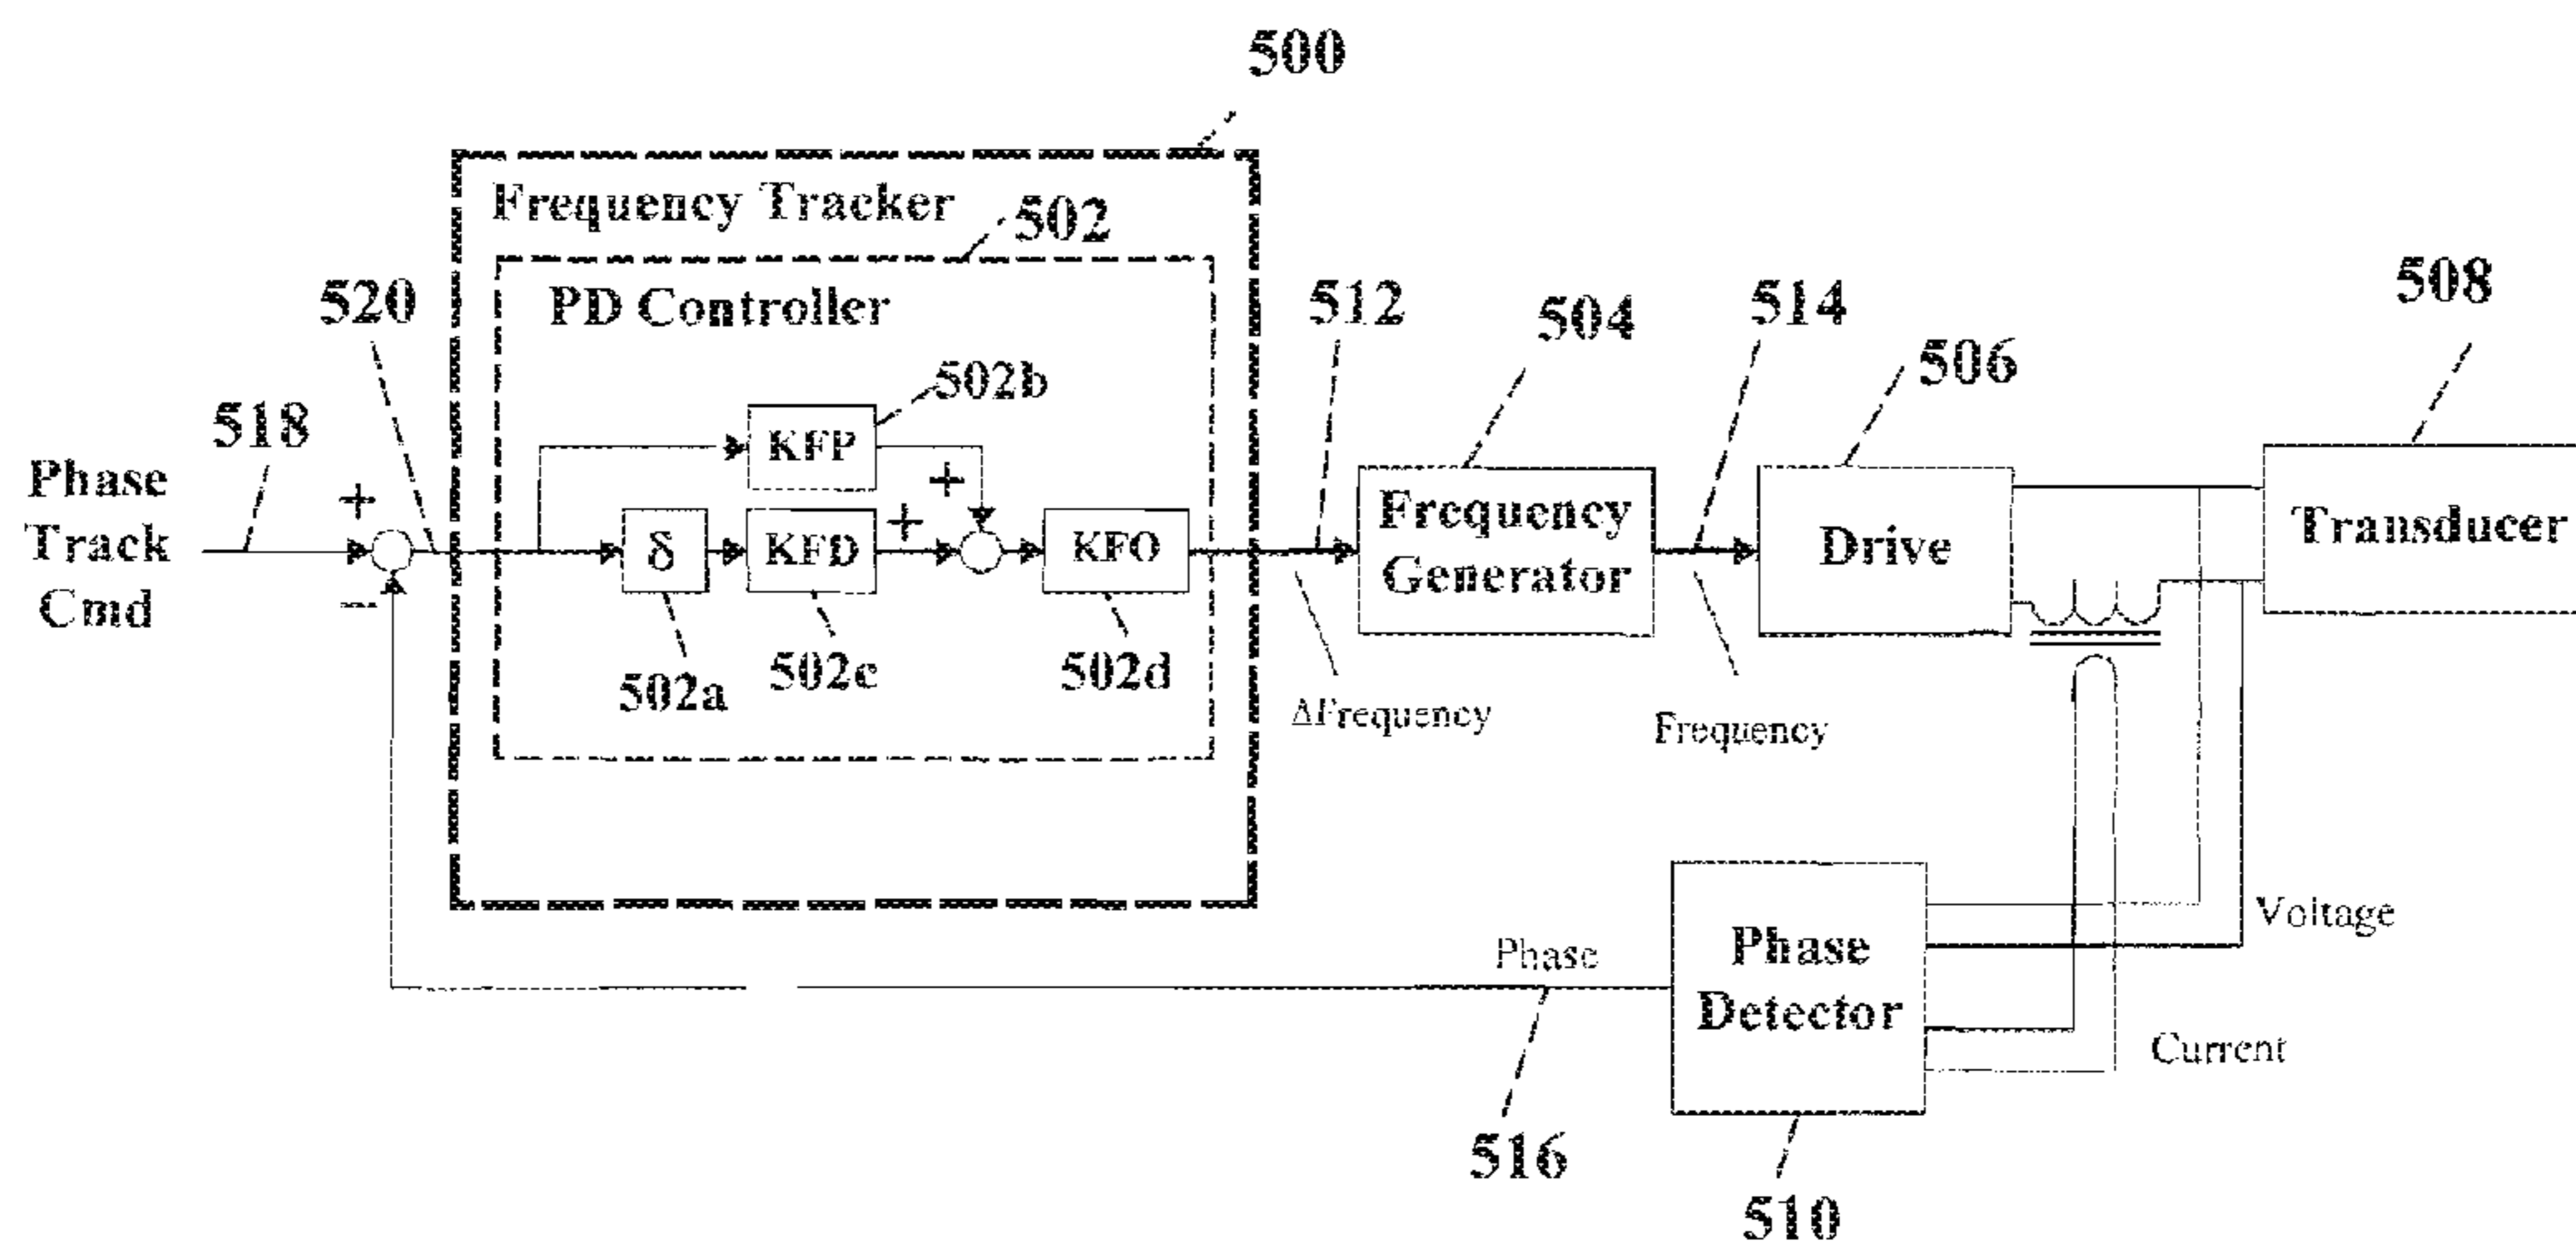 500
Frequency Tracker
502
PD Controller
520
512
504
514
506
508
518
502b
KFP
Phase
Track
Cmd
+
+
+
−
δ
KFD
KFO
Frequency
Generator
Drive
Transducer
502a
502c
502d
ΔFrequency
Frequency
Voltage
Phase
Phase
Detector
Current
516
510